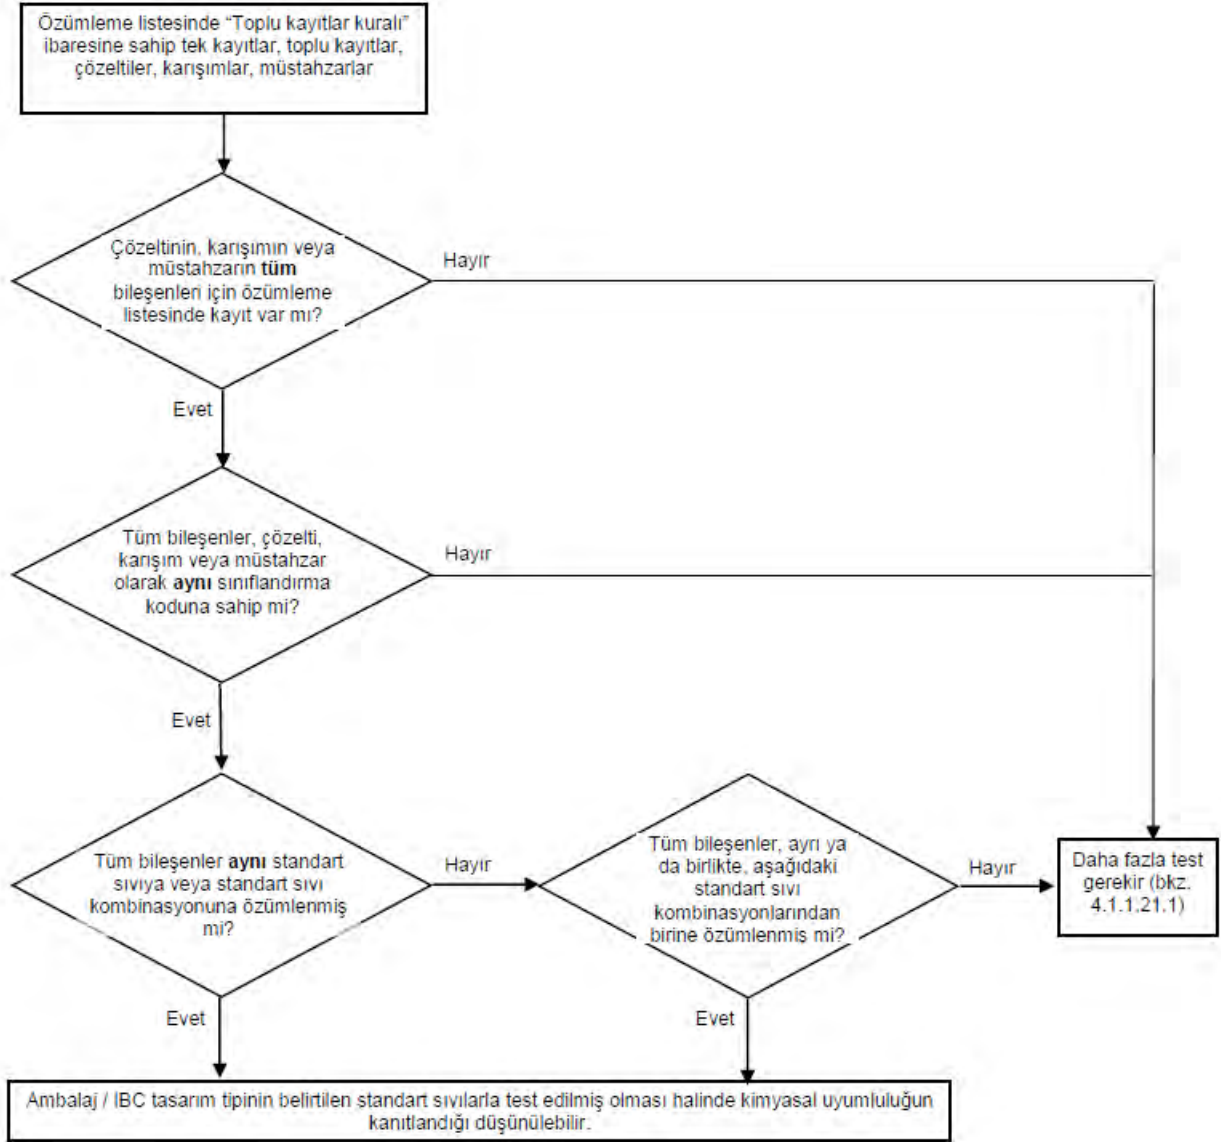 Özümleme listesinde “Toplu kayıtlar kuralı”
ibaresine sahip tek kayıtlar, toplu kayıtlar,
çözeltiler, karışımlar, müstahzarlar
Çözeltinin, karışımın veya
müstahzarın tüm
bileşenleri için özümleme
listesinde kayıt var mı?
Hayır
Evet
Tüm bileşenler, çözelti,
karışım veya müstahzar
olarak aynı sınıflandırma
koduna sahip mi?
Hayır
Evet
Tüm bileşenler aynı standart
sıvıya veya standart sıvı
kombinasyonuna özümlenmiş
mi?
Hayır
Tüm bileşenler, ayrı ya
da birlikte, aşağıdaki
standart sıvı
kombinasyonlarından
birine özümlenmiş mi?
Hayır
Daha fazla test
gerekir (bkz.
4.1.1.21.1)
Evet
Evet
Ambalaj / IBC tasarım tipinin belirtilen standart sıvılarla test edilmiş olması halinde kimyasal uyumluluğun
kanıtlandığı düşünülebilir.